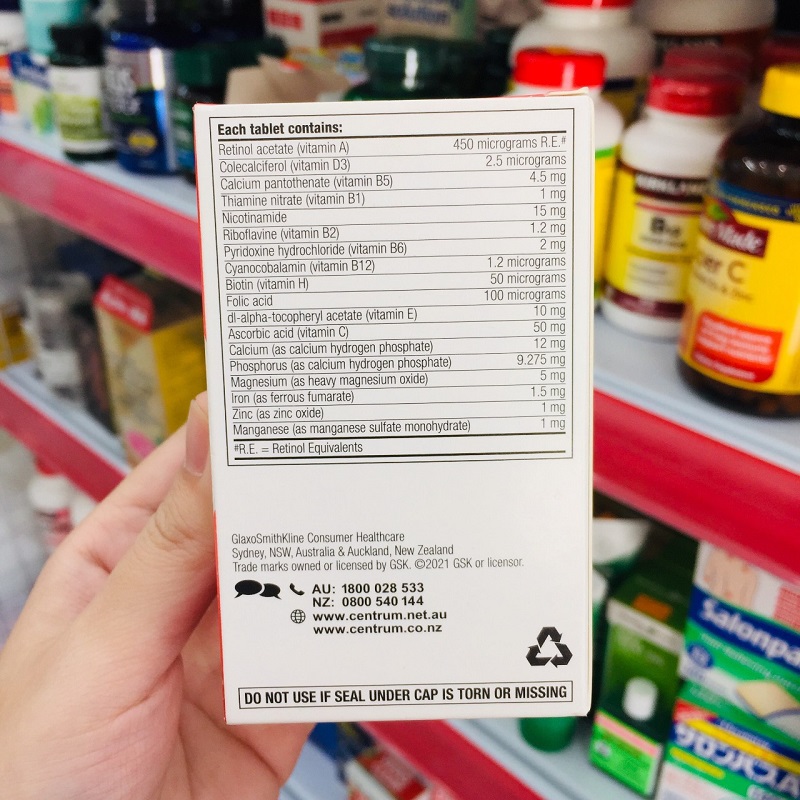 Each tablet contains:
Retinol acetate (vitamin A) 450 micrograms R.E.#
Colecalciferol (vitamin D3) 2.5 micrograms
Calcium pantothenate (vitamin B5) 4.5 mg
Thiamine nitrate (vitamin B1) 1 mg
Nicotinamide 15 mg
Riboflavine (vitamin B2) 1.2 mg
Pyridoxine hydrochloride (vitamin B6) 2 mg
Cyanocobalamin (vitamin B12) 1.2 micrograms
Biotin (vitamin H) 50 micrograms
Folic acid 100 micrograms
dl-alpha-tocopheryl acetate (vitamin E) 10 mg
Ascorbic acid (vitamin C) 50 mg
Calcium (as calcium hydrogen phosphate) 12 mg
Phosphorus (as calcium hydrogen phosphate) 9.275 mg
Magnesium (as heavy magnesium oxide) 5 mg
Iron (as ferrous fumarate) 1.5 mg
Zinc (as zinc oxide) 1 mg
Manganese (as manganese sulfate monohydrate) 1 mg
#R.E. = Retinol Equivalents
GlaxoSmithKline Consumer Healthcare
Sydney, NSW, Australia & Auckland, New Zealand
Trade marks owned or licensed by GSK. ©2021 GSK or licensor.
AU: 1800 028 533
NZ: 0800 540 144
www.centrum.net.au
www.centrum.co.nz
DO NOT USE IF SEAL UNDER CAP IS TORN OR MISSING
Made
C
Salonpa
サロンパスA